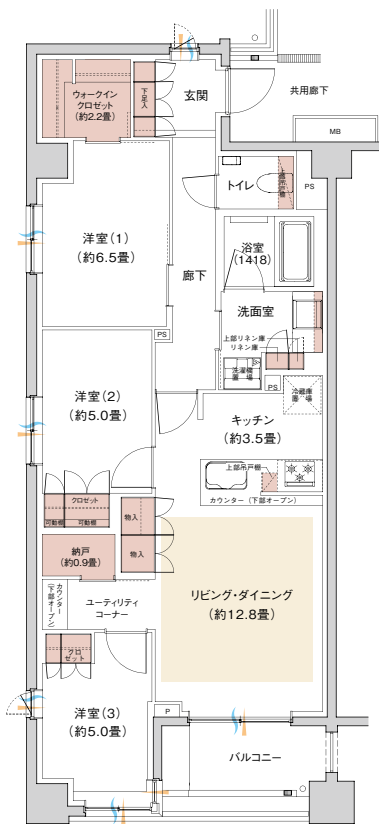 ウォークイン
クロゼット
(約2.2畳)
下足入
玄関
共用廊下
MB
トイレ
上部吊戸棚
PS
洋室(1)
(約6.5畳)
浴室
(1418)
廊下
洗面室
PS
上部リネン庫
リネン庫
洗濯機
置場
PS
冷蔵庫
置場
洋室(2)
(約5.0畳)
キッチン
(約3.5畳)
上部吊戸棚
カウンター(下部オープン)
クロゼット
可動棚
可動棚
物入
物入
納戸
(約0.9畳)
リビング・ダイニング
(約12.8畳)
カウンター
(下部オープン)
ユーティリティ
コーナー
クロ
ゼット
洋室(3)
(約5.0畳)
P
バルコニー